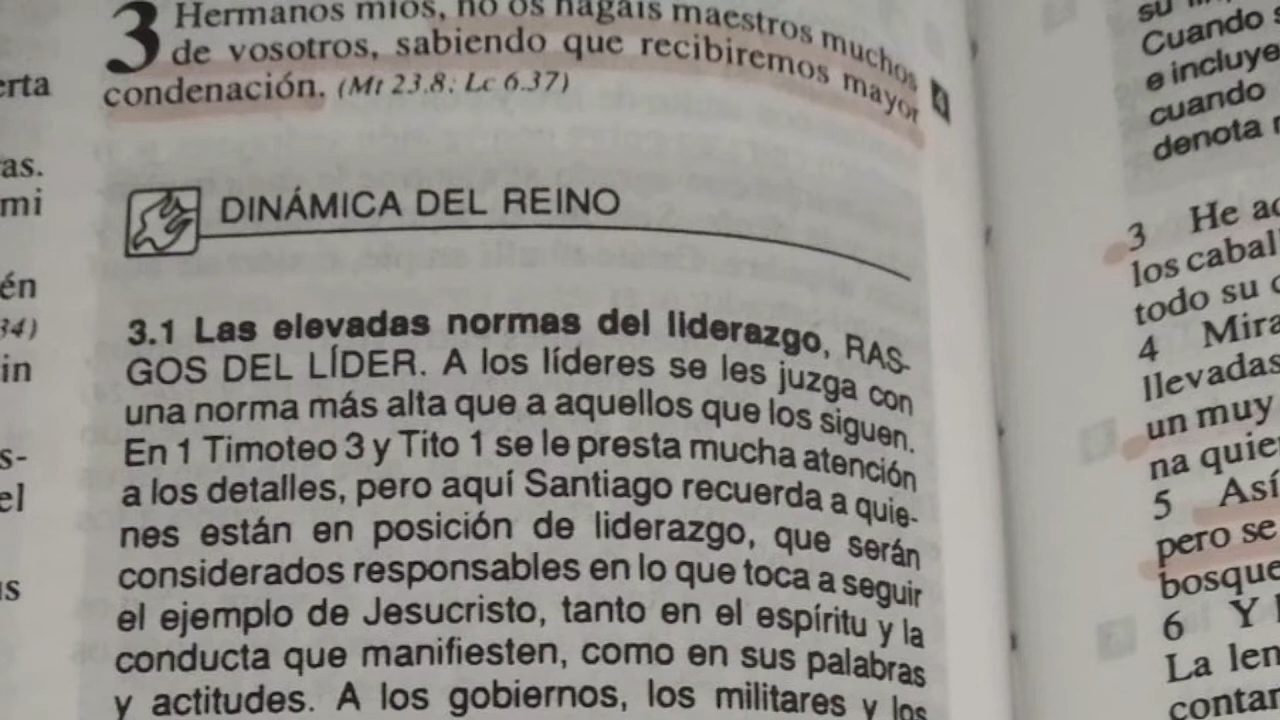 erta
as.
mi
én
34)
in
s-
el
us
3 Hermanos míos, no os hagáis maestros muchos
de vosotros, sabiendo que recibiremos mayor
condenación. (Mt 23.8; Lc 6.37)
DINÁMICA DEL REINO
3.1 Las elevadas normas del liderazgo, RAS-
GOS DEL LÍDER. A los líderes se les juzga con
una norma más alta que a aquellos que los siguen.
En 1 Timoteo 3 y Tito 1 se le presta mucha atención
a los detalles, pero aquí Santiago recuerda a quie-
nes están en posición de liderazgo, que serán
considerados responsables en lo que toca a seguir
el ejemplo de Jesucristo, tanto en el espíritu y la
conducta que manifiesten, como en sus palabras
y actitudes. A los gobiernos, los militares y los
su
Cuando
e incluye
cuando
denota
3 He ac
los cabal
todo su
4 Mira
llevadas
un muy
na quie
5 Así
pero se
bosque
6 Y
La len
contar